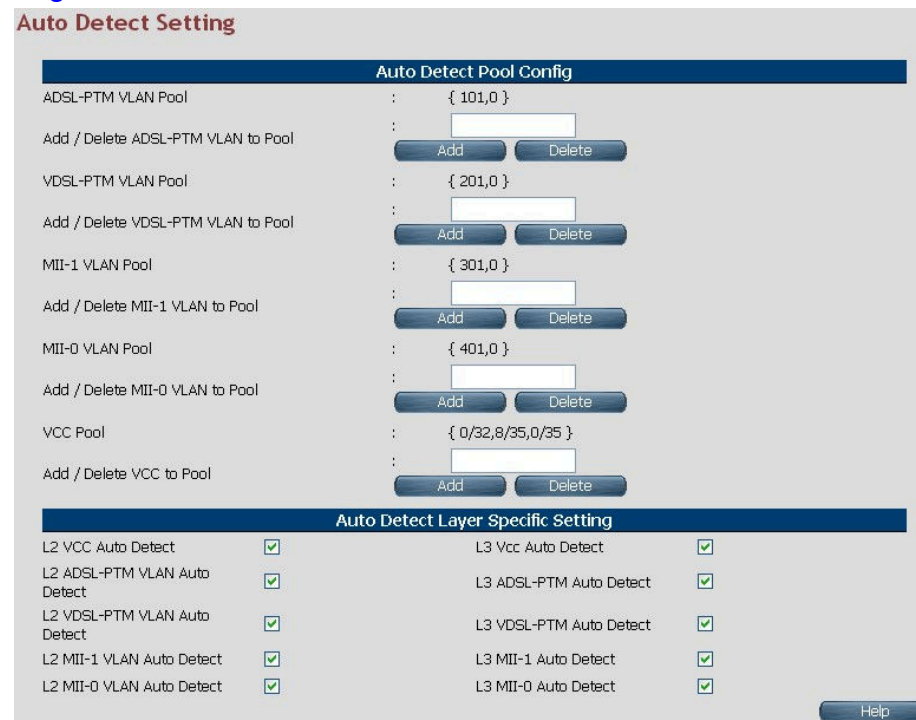 Auto Detect Setting
Auto Detect Pool Config
ADSL-PTM VLAN Pool : { 101,0 }
Add / Delete ADSL-PTM VLAN to Pool :
Add Delete
VDSL-PTM VLAN Pool : { 201,0 }
Add / Delete VDSL-PTM VLAN to Pool :
Add Delete
MII-1 VLAN Pool : { 301,0 }
Add / Delete MII-1 VLAN to Pool :
Add Delete
MII-0 VLAN Pool : { 401,0 }
Add / Delete MII-0 VLAN to Pool :
Add Delete
VCC Pool : { 0/32,8/35,0/35 }
Add / Delete VCC to Pool :
Add Delete
Auto Detect Layer Specific Setting
L2 VCC Auto Detect L3 Vcc Auto Detect
L2 ADSL-PTM VLAN Auto
Detect L3 ADSL-PTM Auto Detect
L2 VDSL-PTM VLAN Auto
Detect L3 VDSL-PTM Auto Detect
L2 MII-1 VLAN Auto Detect L3 MII-1 Auto Detect
L2 MII-0 VLAN Auto Detect L3 MII-0 Auto Detect
Help